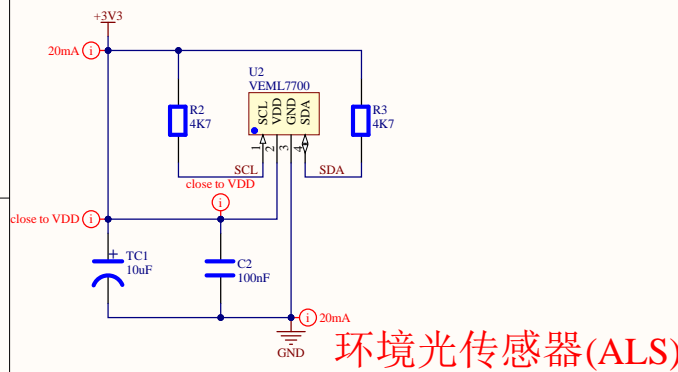 +3V3
20mA
i
U2
VEML7700
SCL
VDD
GND
SDA
R2
4K7
R3
4K7
1
2
3
4
SCL
SDA
close to VDD
i
close to VDD
i
+
TC1
10uF
C2
100nF
i
20mA
GND
环境光传感器(ALS)